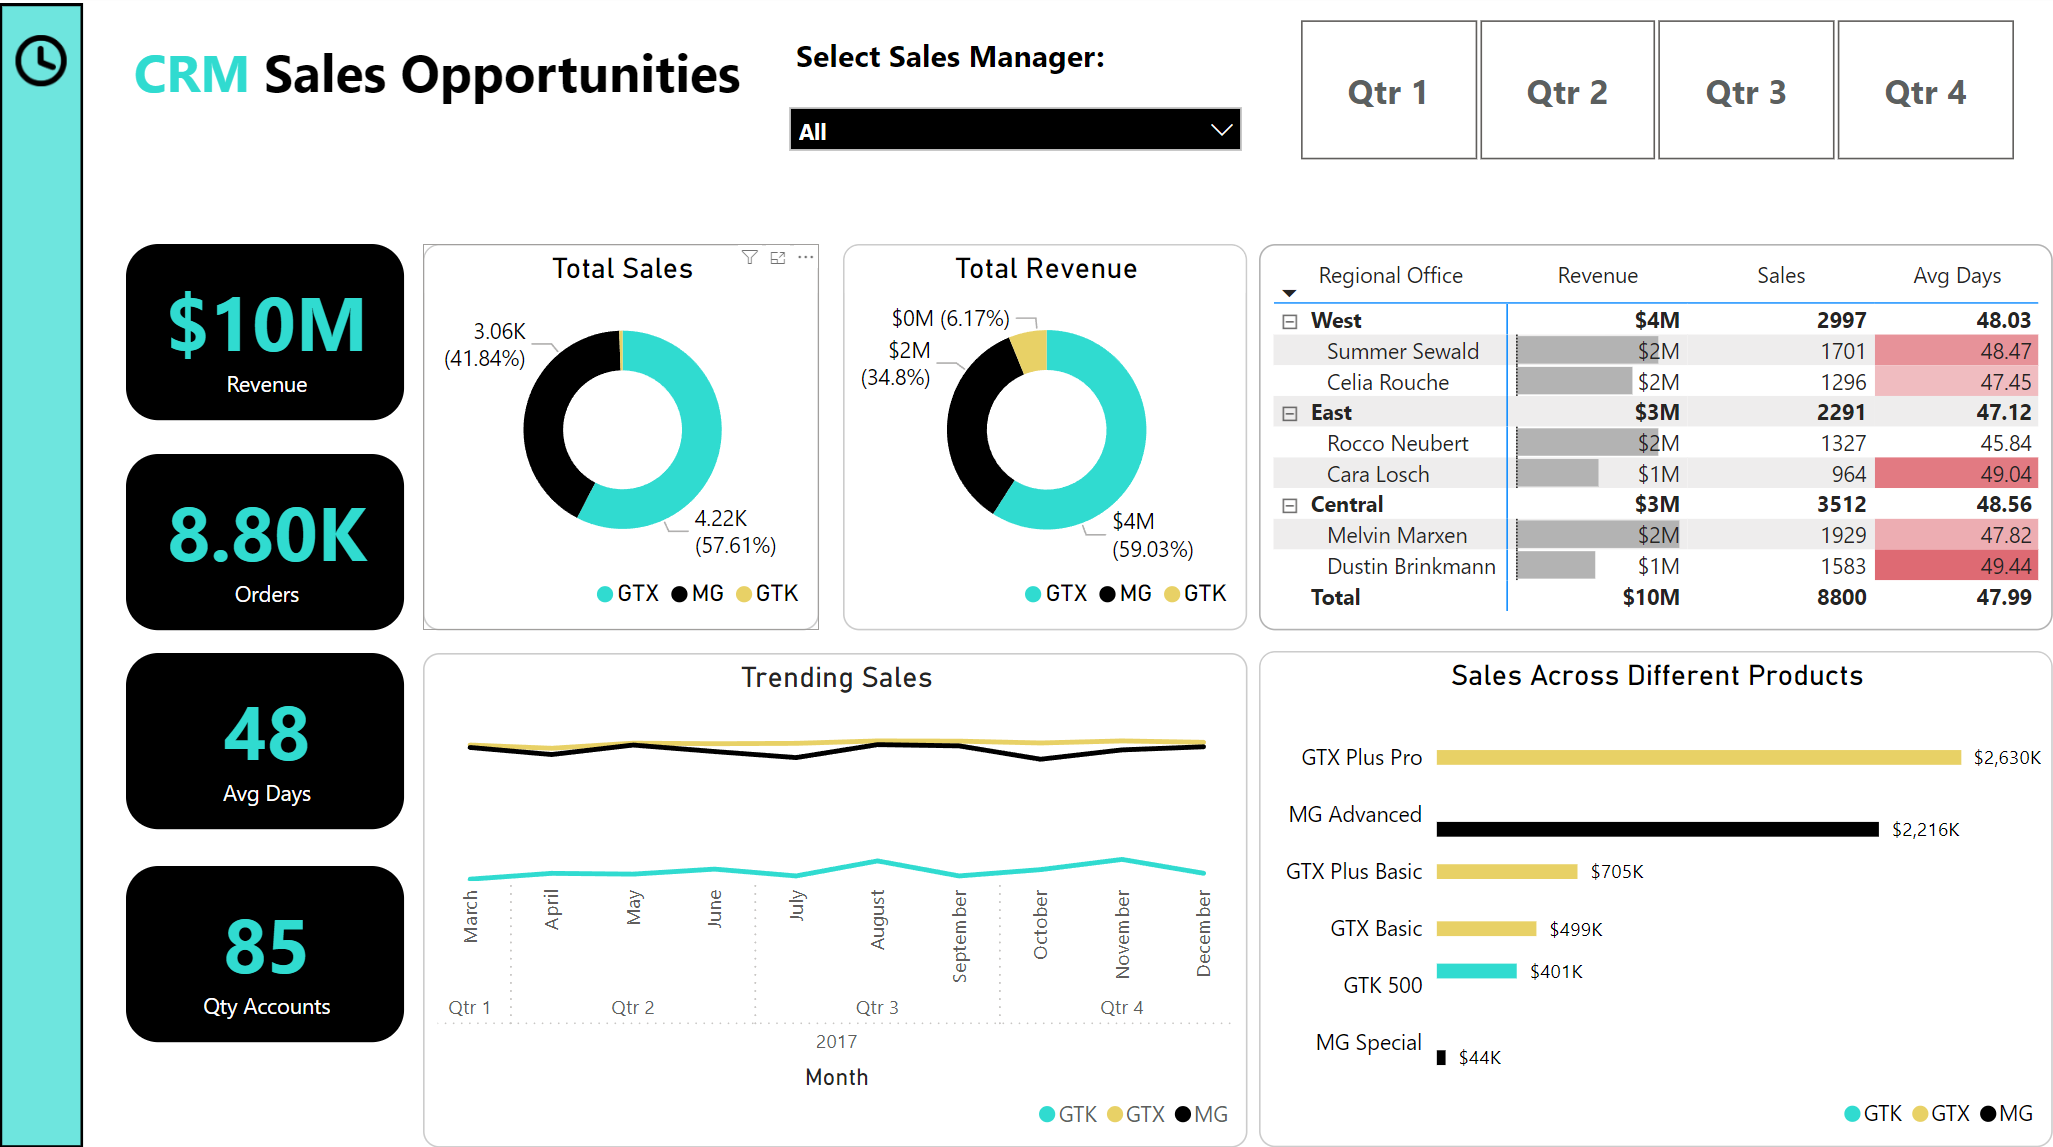 CRM Sales Opportunities
Select Sales Manager:
All
Qtr 1
Qtr 2
Qtr 3
Qtr 4
$10M
Revenue
8.80K
Orders
48
Avg Days
85
Qty Accounts
Total Sales
3.06K
(41.84%)
4.22K
(57.61%)
GTX MG GTK
Total Revenue
$0M (6.17%)
$2M
(34.8%)
$4M
(59.03%)
GTX MG GTK
Regional Office Revenue Sales Avg Days
West $4M 2997 48.03
Summer Sewald $2M 1701 48.47
Celia Rouche $2M 1296 47.45
East $3M 2291 47.12
Rocco Neubert $2M 1327 45.84
Cara Losch $1M 964 49.04
Central $3M 3512 48.56
Melvin Marxen $2M 1929 47.82
Dustin Brinkmann $1M 1583 49.44
Total $10M 8800 47.99
Trending Sales
March April May June July August September October November December
Qtr 1 Qtr 2 Qtr 3 Qtr 4
2017
Month
GTK GTX MG
Sales Across Different Products
GTX Plus Pro $2,630K
MG Advanced $2,216K
GTX Plus Basic $705K
GTX Basic $499K
GTK 500 $401K
MG Special $44K
GTK GTX MG